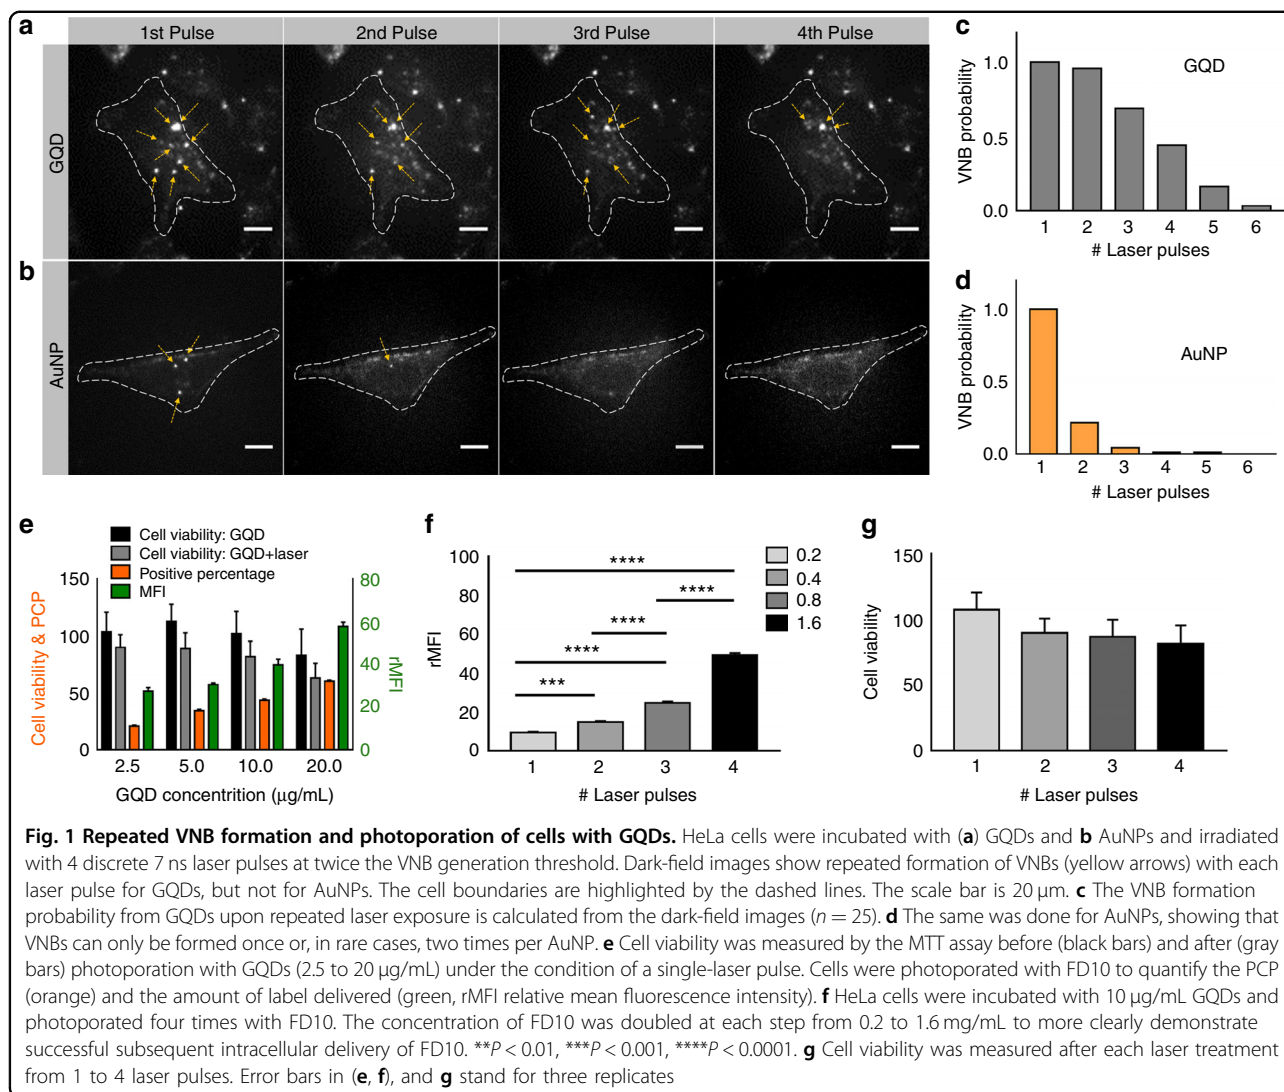 a
1st Pulse
2nd Pulse
3rd Pulse
4th Pulse
GQD
b
AuNP
c
GQD
VNB probability
1.0
0.5
0.0
1 2 3 4 5 6
# Laser pulses
d
AuNP
VNB probability
1.0
0.5
0.0
1 2 3 4 5 6
# Laser pulses
e
Cell viability: GQD
Cell viability: GQD+laser
Positive percentage
MFI
Cell viability & PCP
150
100
50
0
rMFI
80
60
40
20
0
2.5 5.0 10.0 20.0
GQD concentrition (μg/mL)
f
rMFI
100
80
60
40
20
0
****
****
****
****
***
0.2
0.4
0.8
1.6
1 2 3 4
# Laser pulses
g
Cell viability
150
100
50
0
1 2 3 4
# Laser pulses
Fig. 1 Repeated VNB formation and photoporation of cells with GQDs. HeLa cells were incubated with (a) GQDs and b AuNPs and irradiated
with 4 discrete 7 ns laser pulses at twice the VNB generation threshold. Dark-field images show repeated formation of VNBs (yellow arrows) with each
laser pulse for GQDs, but not for AuNPs. The cell boundaries are highlighted by the dashed lines. The scale bar is 20 μm. c The VNB formation
probability from GQDs upon repeated laser exposure is calculated from the dark-field images (n = 25). d The same was done for AuNPs, showing that
VNBs can only be formed once or, in rare cases, two times per AuNP. e Cell viability was measured by the MTT assay before (black bars) and after (gray
bars) photoporation with GQDs (2.5 to 20 μg/mL) under the condition of a single-laser pulse. Cells were photoporated with FD10 to quantify the PCP
(orange) and the amount of label delivered (green, rMFI relative mean fluorescence intensity). f HeLa cells were incubated with 10 μg/mL GQDs and
photoporated four times with FD10. The concentration of FD10 was doubled at each step from 0.2 to 1.6 mg/mL to more clearly demonstrate
successful subsequent intracellular delivery of FD10. **P < 0.01, ***P < 0.001, ****P < 0.0001. g Cell viability was measured after each laser treatment
from 1 to 4 laser pulses. Error bars in (e, f), and g stand for three replicates